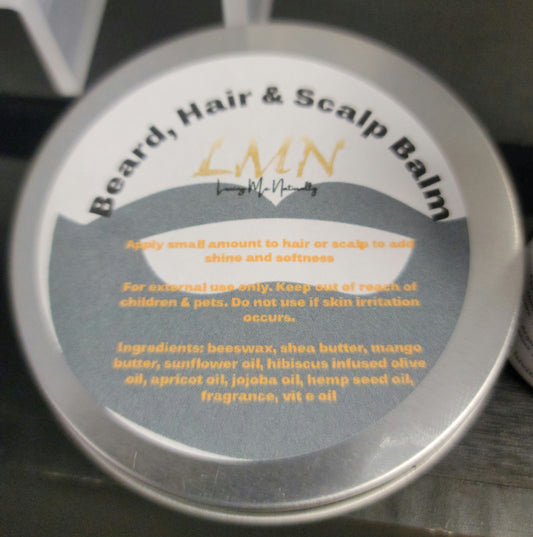 Beard, Hair & Scalp Balm
LMN
Loving Me Naturally
Apply small amount to hair or scalp to add
shine and softness
For external use only. Keep out of reach of
children & pets. Do not use if skin irritation
occurs.
Ingredients: beeswax, shea butter, mango
butter, sunflower oil, hibiscus infused olive
oil, apricot oil, jojoba oil, hemp seed oil,
fragrance, vit e oil